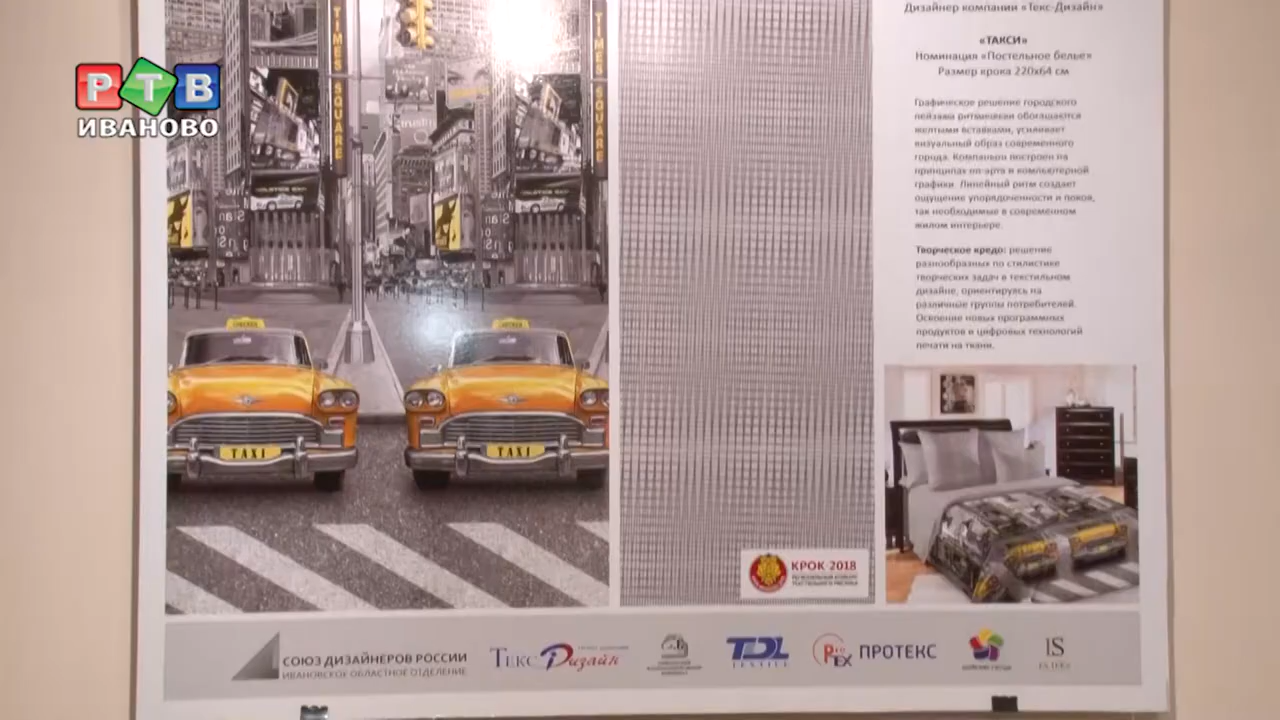 РТВ
ИВАНОВО
TIMES SQUARE
TIMES SQUARE
TAXI
TAXI
Дизайнер компании «Текс-Дизайн»
«ТАКСИ»
Номинация «Постельное белье»
Размер крока 220х64 см
Графическое решение городского
пейзажа ритмически обогащаются
желтыми вставками, усиливает
визуальный образ современного
города. Компаньон построен на
принципах оп-арта и компьютерной
графики. Линейный ритм создает
ощущение упорядоченности и покоя,
так необходимые в современном
жилом интерьере.
Творческое кредо: решение
разнообразных по стилистике
творческих задач в текстильном
дизайне, ориентируясь на
различные группы потребителей.
Освоение новых программных
продуктов и цифровых технологий
печати на ткани.
КРОК 2018
СОЮЗ ДИЗАЙНЕРОВ РОССИИ
ИВАНОВСКОЕ ОБЛАСТНОЕ ОТДЕЛЕНИЕ
Текс Дизайн
TDL
TEXTILE
ПРОТЕКС
IS